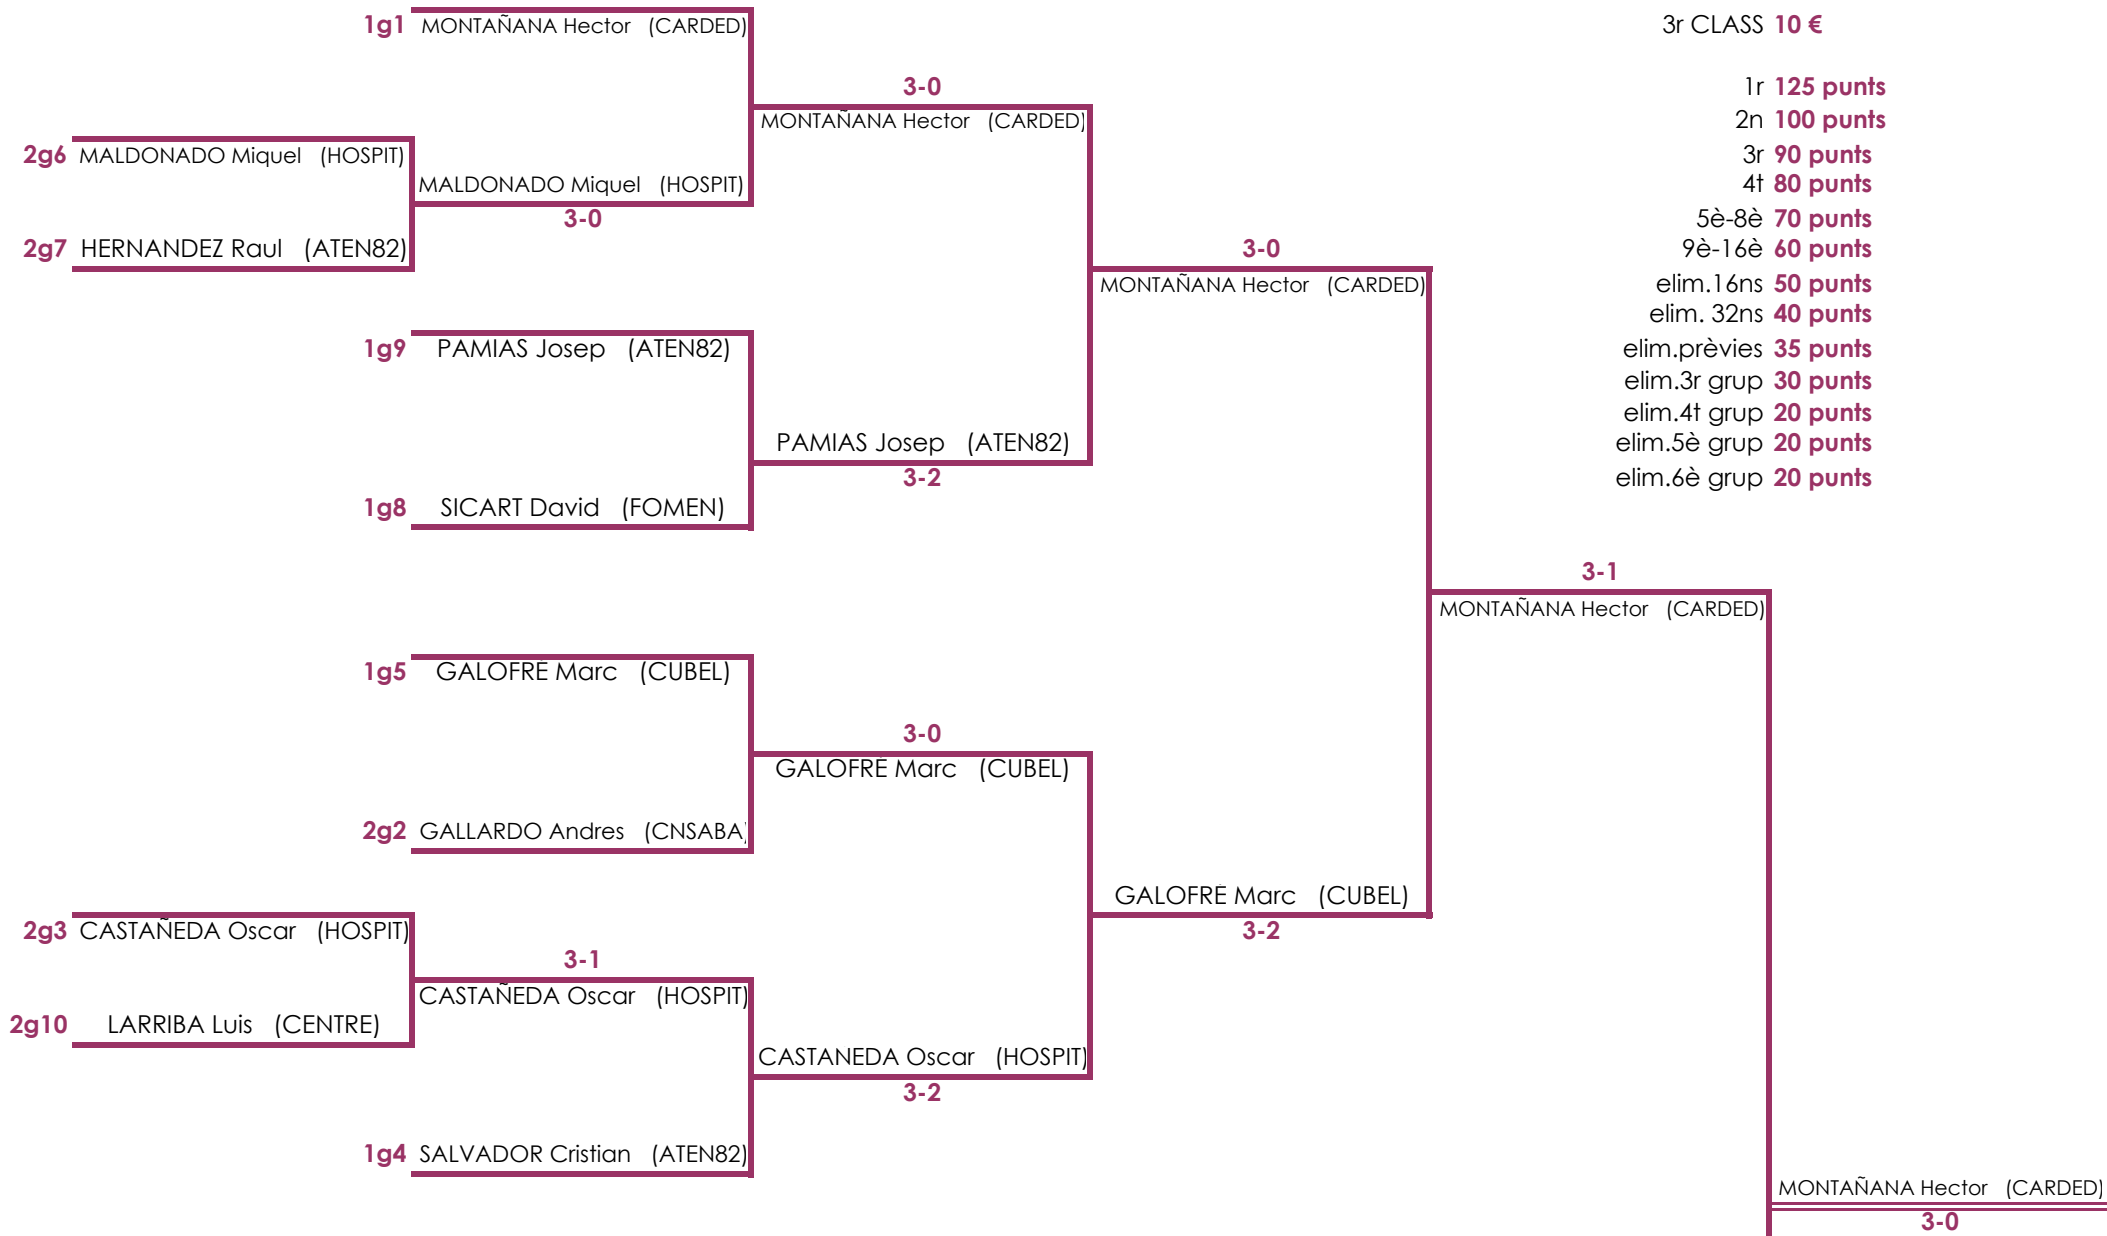 1g1 MONTAÑANA Hector (CARDED)
3r CLASS 10 €
3-0
1r 125 punts
MONTAÑANA Hector (CARDED)
2n 100 punts
2g6 MALDONADO Miquel (HOSPIT)
3r 90 punts
MALDONADO Miquel (HOSPIT)
4t 80 punts
3-0
5è-8è 70 punts
2g7 HERNANDEZ Raul (ATEN82)
3-0
9è-16è 60 punts
MONTAÑANA Hector (CARDED)
elim.16ns 50 punts
elim. 32ns 40 punts
1g9 PAMIAS Josep (ATEN82)
elim.prèvies 35 punts
elim.3r grup 30 punts
elim.4t grup 20 punts
PAMIAS Josep (ATEN82)
elim.5è grup 20 punts
3-2
elim.6è grup 20 punts
1g8 SICART David (FOMEN)
3-1
MONTAÑANA Hector (CARDED)
1g5 GALOFRÉ Marc (CUBEL)
3-0
GALOFRÉ Marc (CUBEL)
2g2 GALLARDO Andres (CNSABA)
GALOFRÉ Marc (CUBEL)
3-2
2g3 CASTAÑEDA Oscar (HOSPIT)
3-1
CASTAÑEDA Oscar (HOSPIT)
2g10 LARRIBA Luis (CENTRE)
CASTAÑEDA Oscar (HOSPIT)
3-2
1g4 SALVADOR Cristian (ATEN82)
MONTAÑANA Hector (CARDED)
3-0